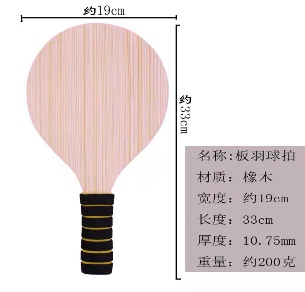 约19cm
约33cm
名称:板羽球拍
材质：橡木
宽度：约19cm
长度：33cm
厚度：10.75mm
重量：约200克